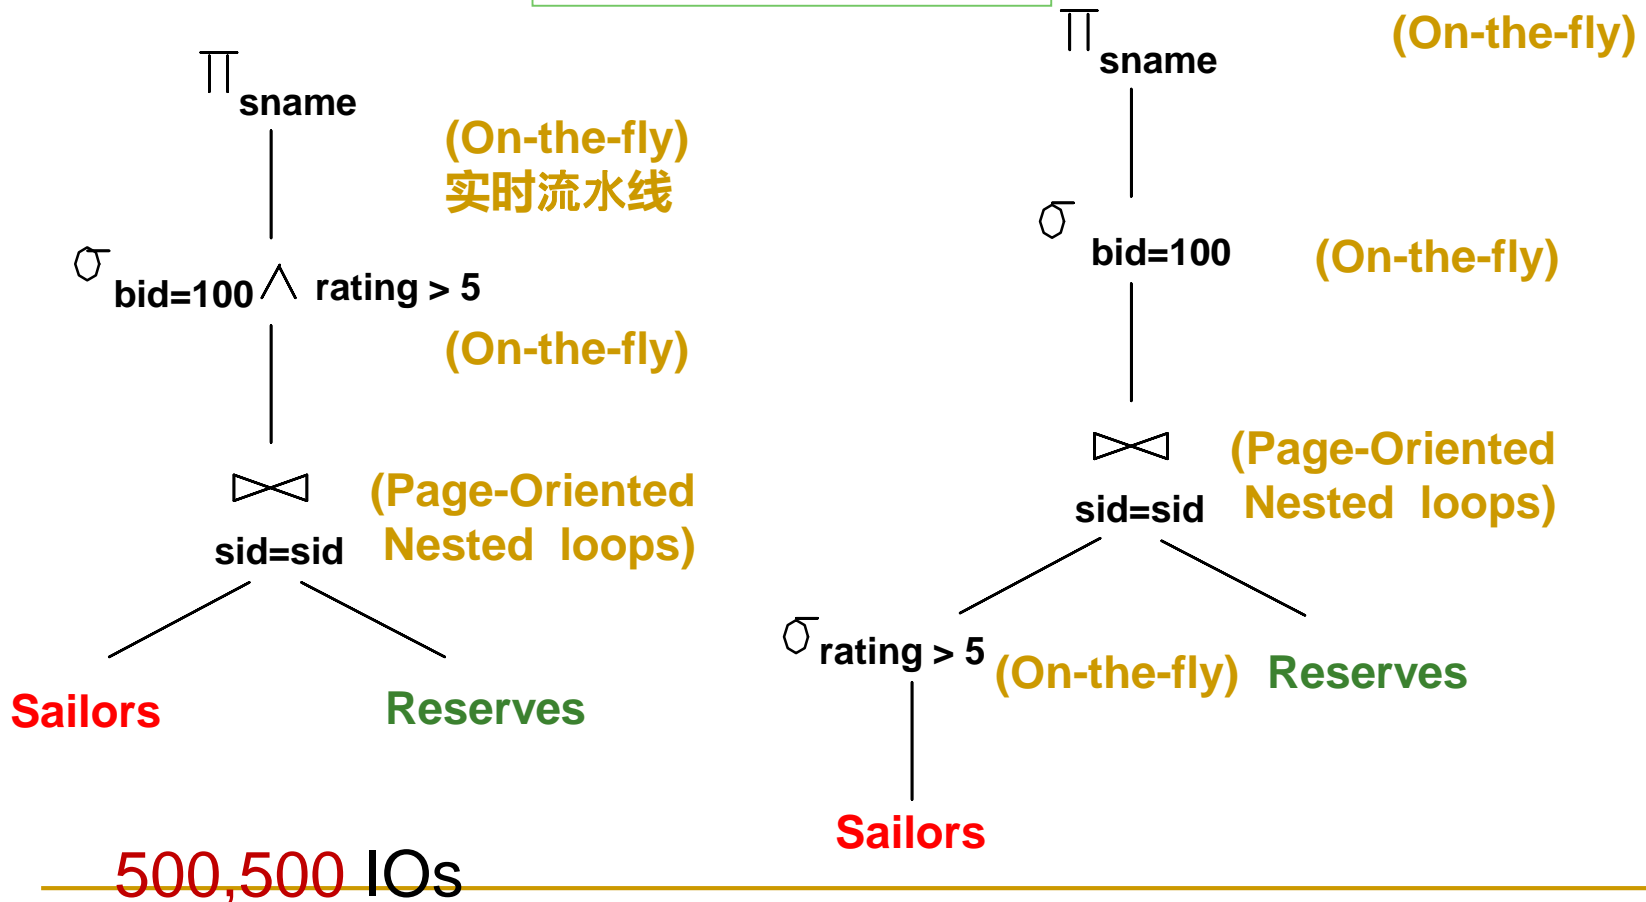 ∏ sname
(On-the-fly)
实时流水线
σ bid=100 ∧ rating > 5
(On-the-fly)
⋈ (Page-Oriented
Nested loops)
sid=sid
Sailors
Reserves
500,500 IOs
∏ sname
(On-the-fly)
σ bid=100
(On-the-fly)
⋈ (Page-Oriented
Nested loops)
sid=sid
σ rating > 5
(On-the-fly)
Reserves
Sailors